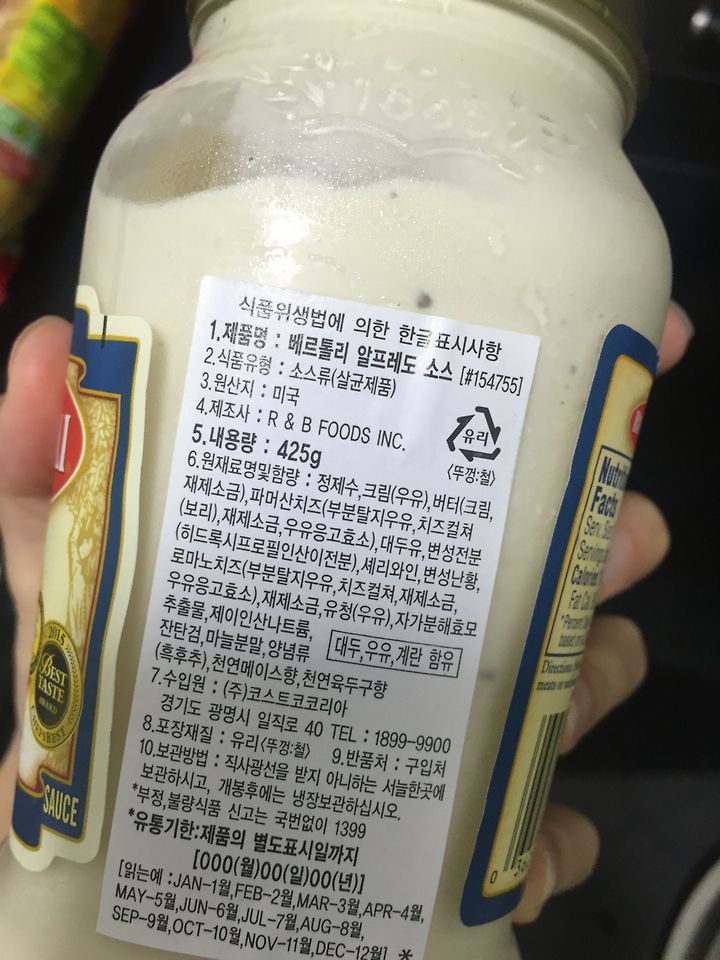 식품위생법에 의한 한글표시사항
1.제품명 : 베르톨리 알프레도 소스 [#154755]
2.식품유형 : 소스류(살균제품)
3.원산지 : 미국
4.제조사 : R & B FOODS INC.
유리
<뚜껑:철>
5.내용량 : 425g
6.원재료명및함량 : 정제수,크림(우유),버터(크림,
재제소금),파머산치즈(부분탈지우유,치즈컬쳐
(보리),재제소금,우유응고효소),대두유,변성전분
(히드록시프로필인산이전분),셰리와인,변성난황,
로마노치즈(부분탈지우유,치즈컬쳐,재제소금,
우유응고효소),재제소금,유청(우유),자가분해효모
추출물,제이인산나트륨,
잔탄검,마늘분말,양념류
대두,우유,계란 함유
(흑후추),천연메이스향,천연육두구향
7.수입원 : (주)코스트코코리아
경기도 광명시 일직로 40 TEL : 1899-9900
8.포장재질 : 유리<뚜껑:철> 9.반품처 : 구입처
10.보관방법 : 직사광선을 받지 아니하는 서늘한곳에
보관하시고, 개봉후에는 냉장보관하십시오.
*부정,불량식품 신고는 국번없이 1399
*유통기한:제품의 별도표시일까지
[000(월)00(일)00(년)]
[읽는예 :JAN-1월,FEB-2월,MAR-3월,APR-4월,
MAY-5월,JUN-6월,JUL-7월,AUG-8월,
SEP-9월,OCT-10월,NOV-11월,DEC-12월] *
2015
BEST
TASTE
AWARD
SAUCE
Facts
Serv.
Calories
Fat